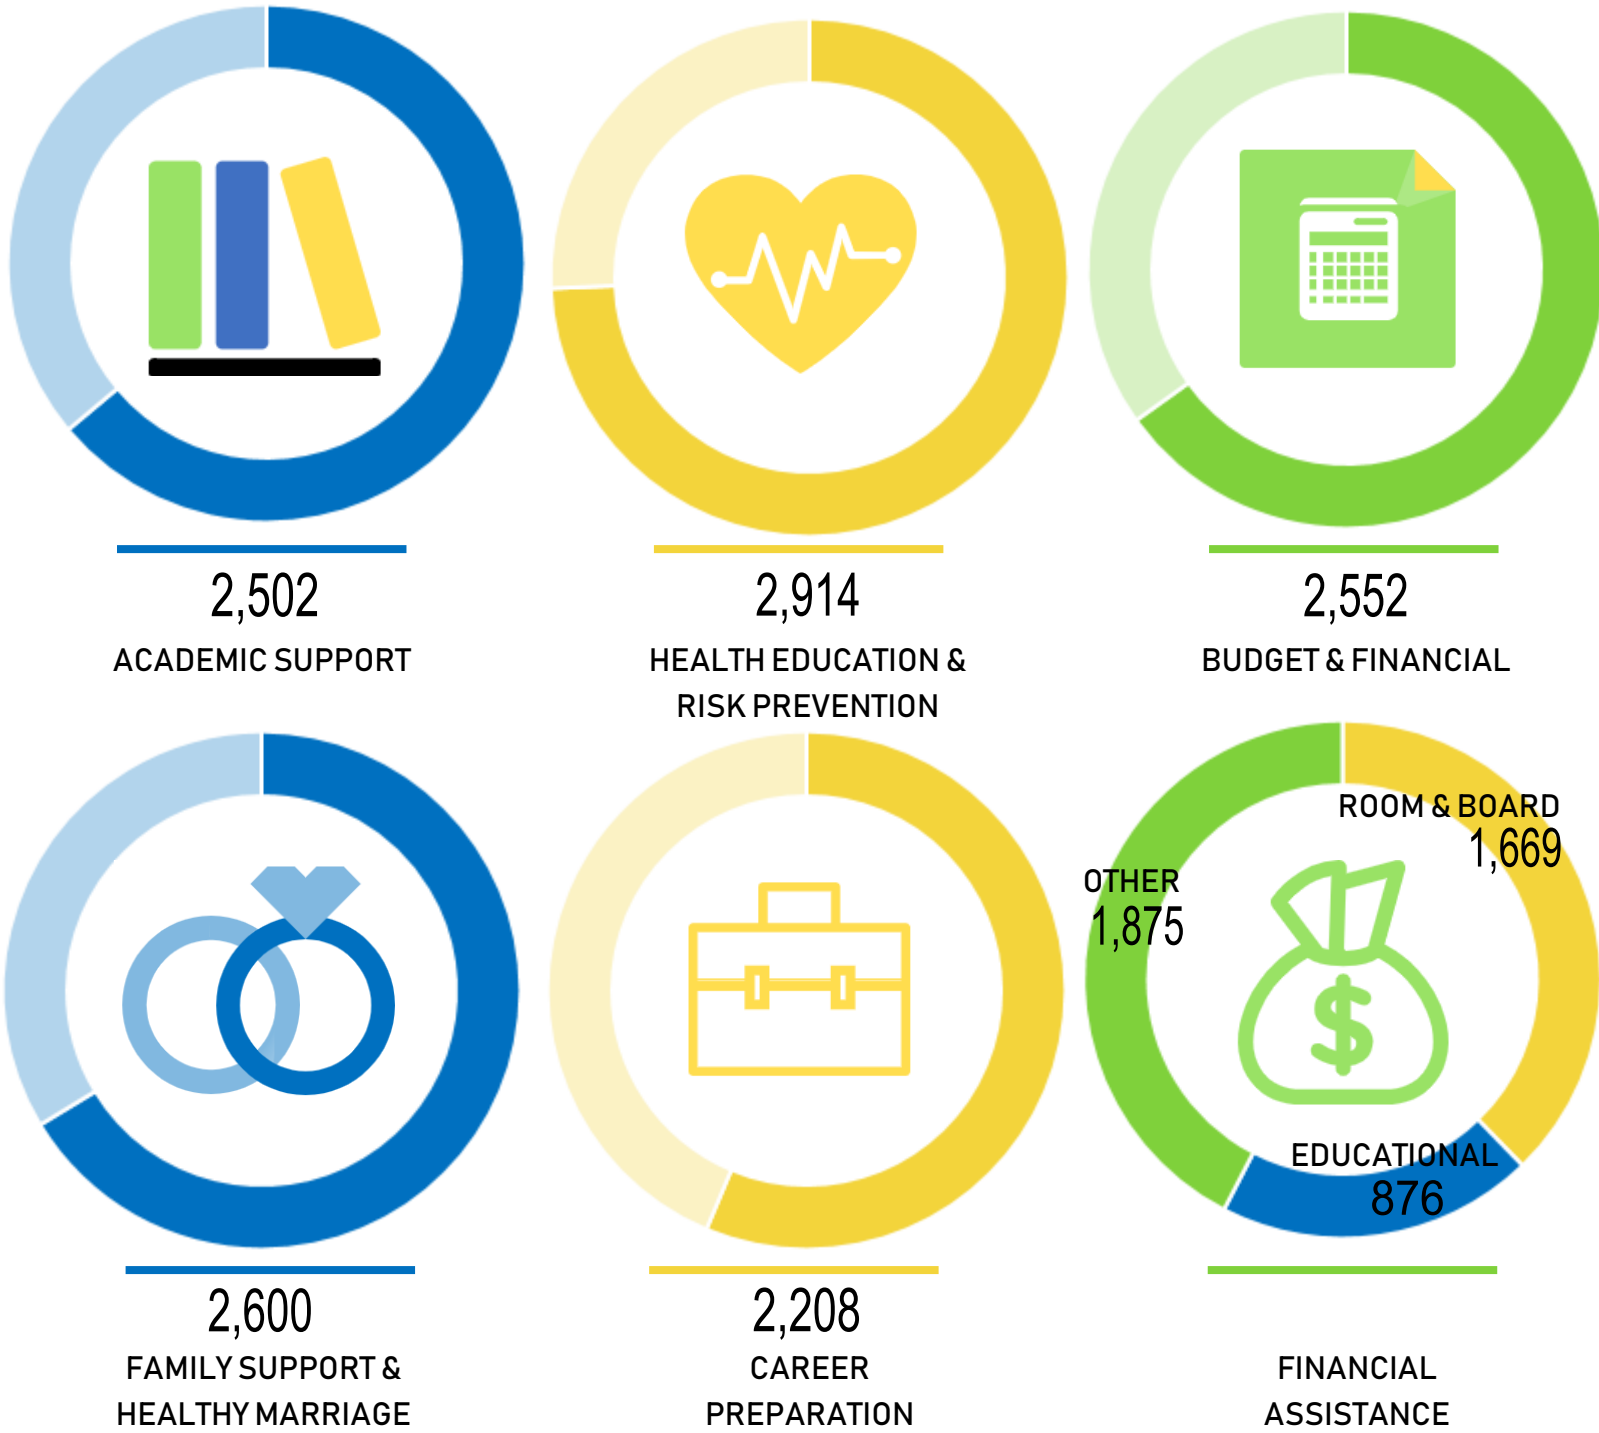 2,502
ACADEMIC SUPPORT
2,914
HEALTH EDUCATION &
RISK PREVENTION
2,552
BUDGET & FINANCIAL
2,600
FAMILY SUPPORT &
HEALTHY MARRIAGE
2,208
CAREER
PREPARATION
ROOM & BOARD
1,669
OTHER
1,875
$
EDUCATIONAL
876
FINANCIAL
ASSISTANCE